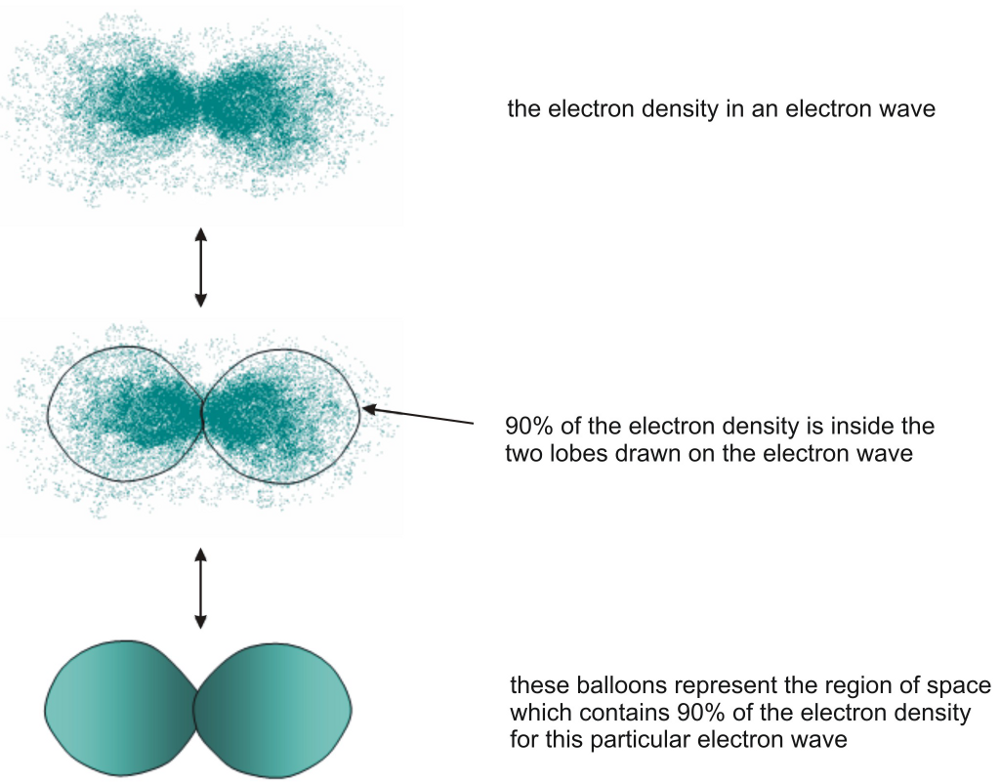 the electron density in an electron wave
90% of the electron density is inside the
two lobes drawn on the electron wave
these balloons represent the region of space
which contains 90% of the electron density
for this particular electron wave